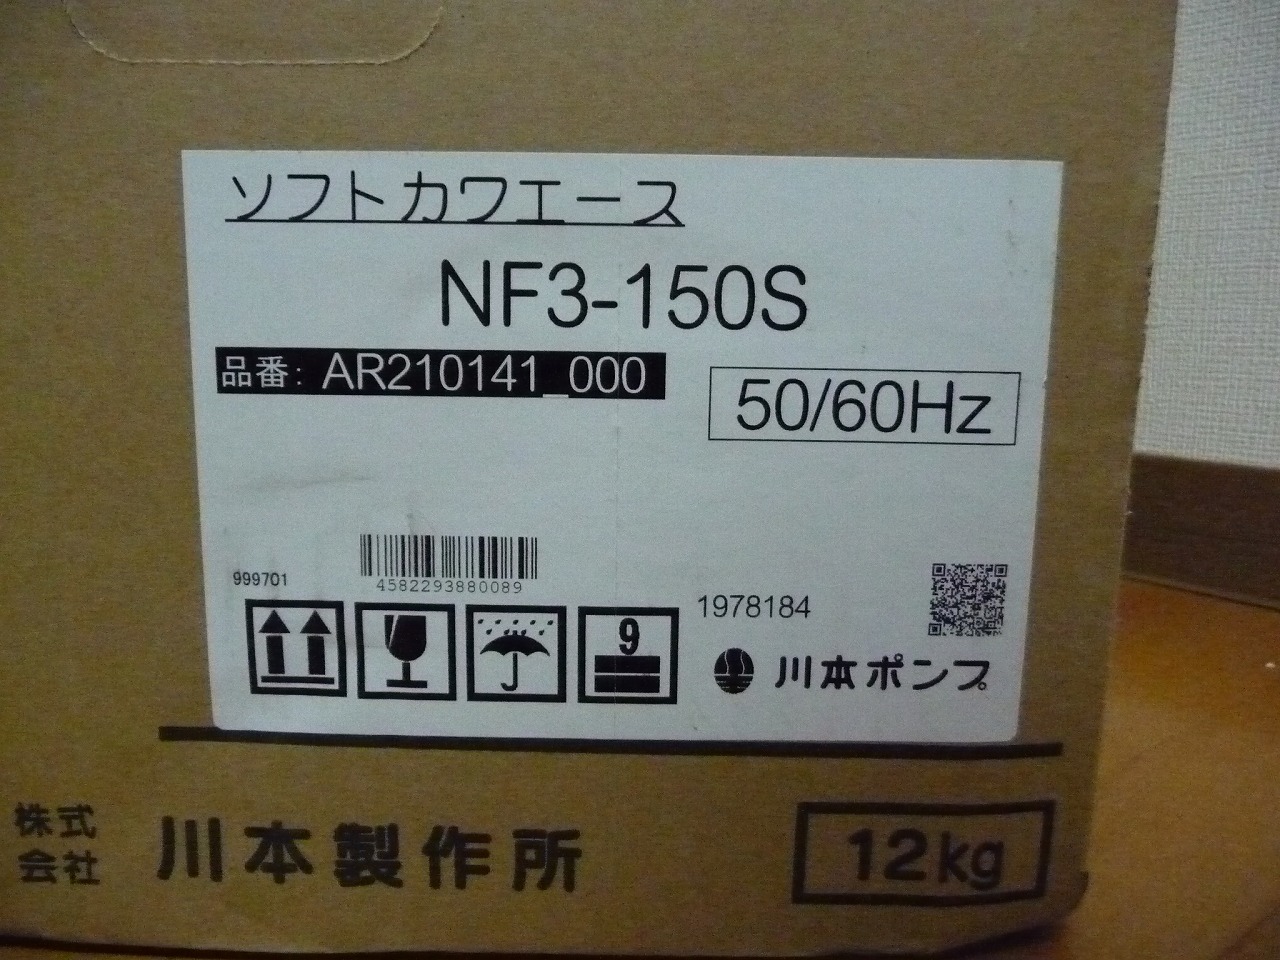 ソフトカワエース
NF3-150S
品番: AR210141_000
50/60Hz
999701
4582293880089
9
1978184
川本ポンプ
株式会社 川本製作所
12kg